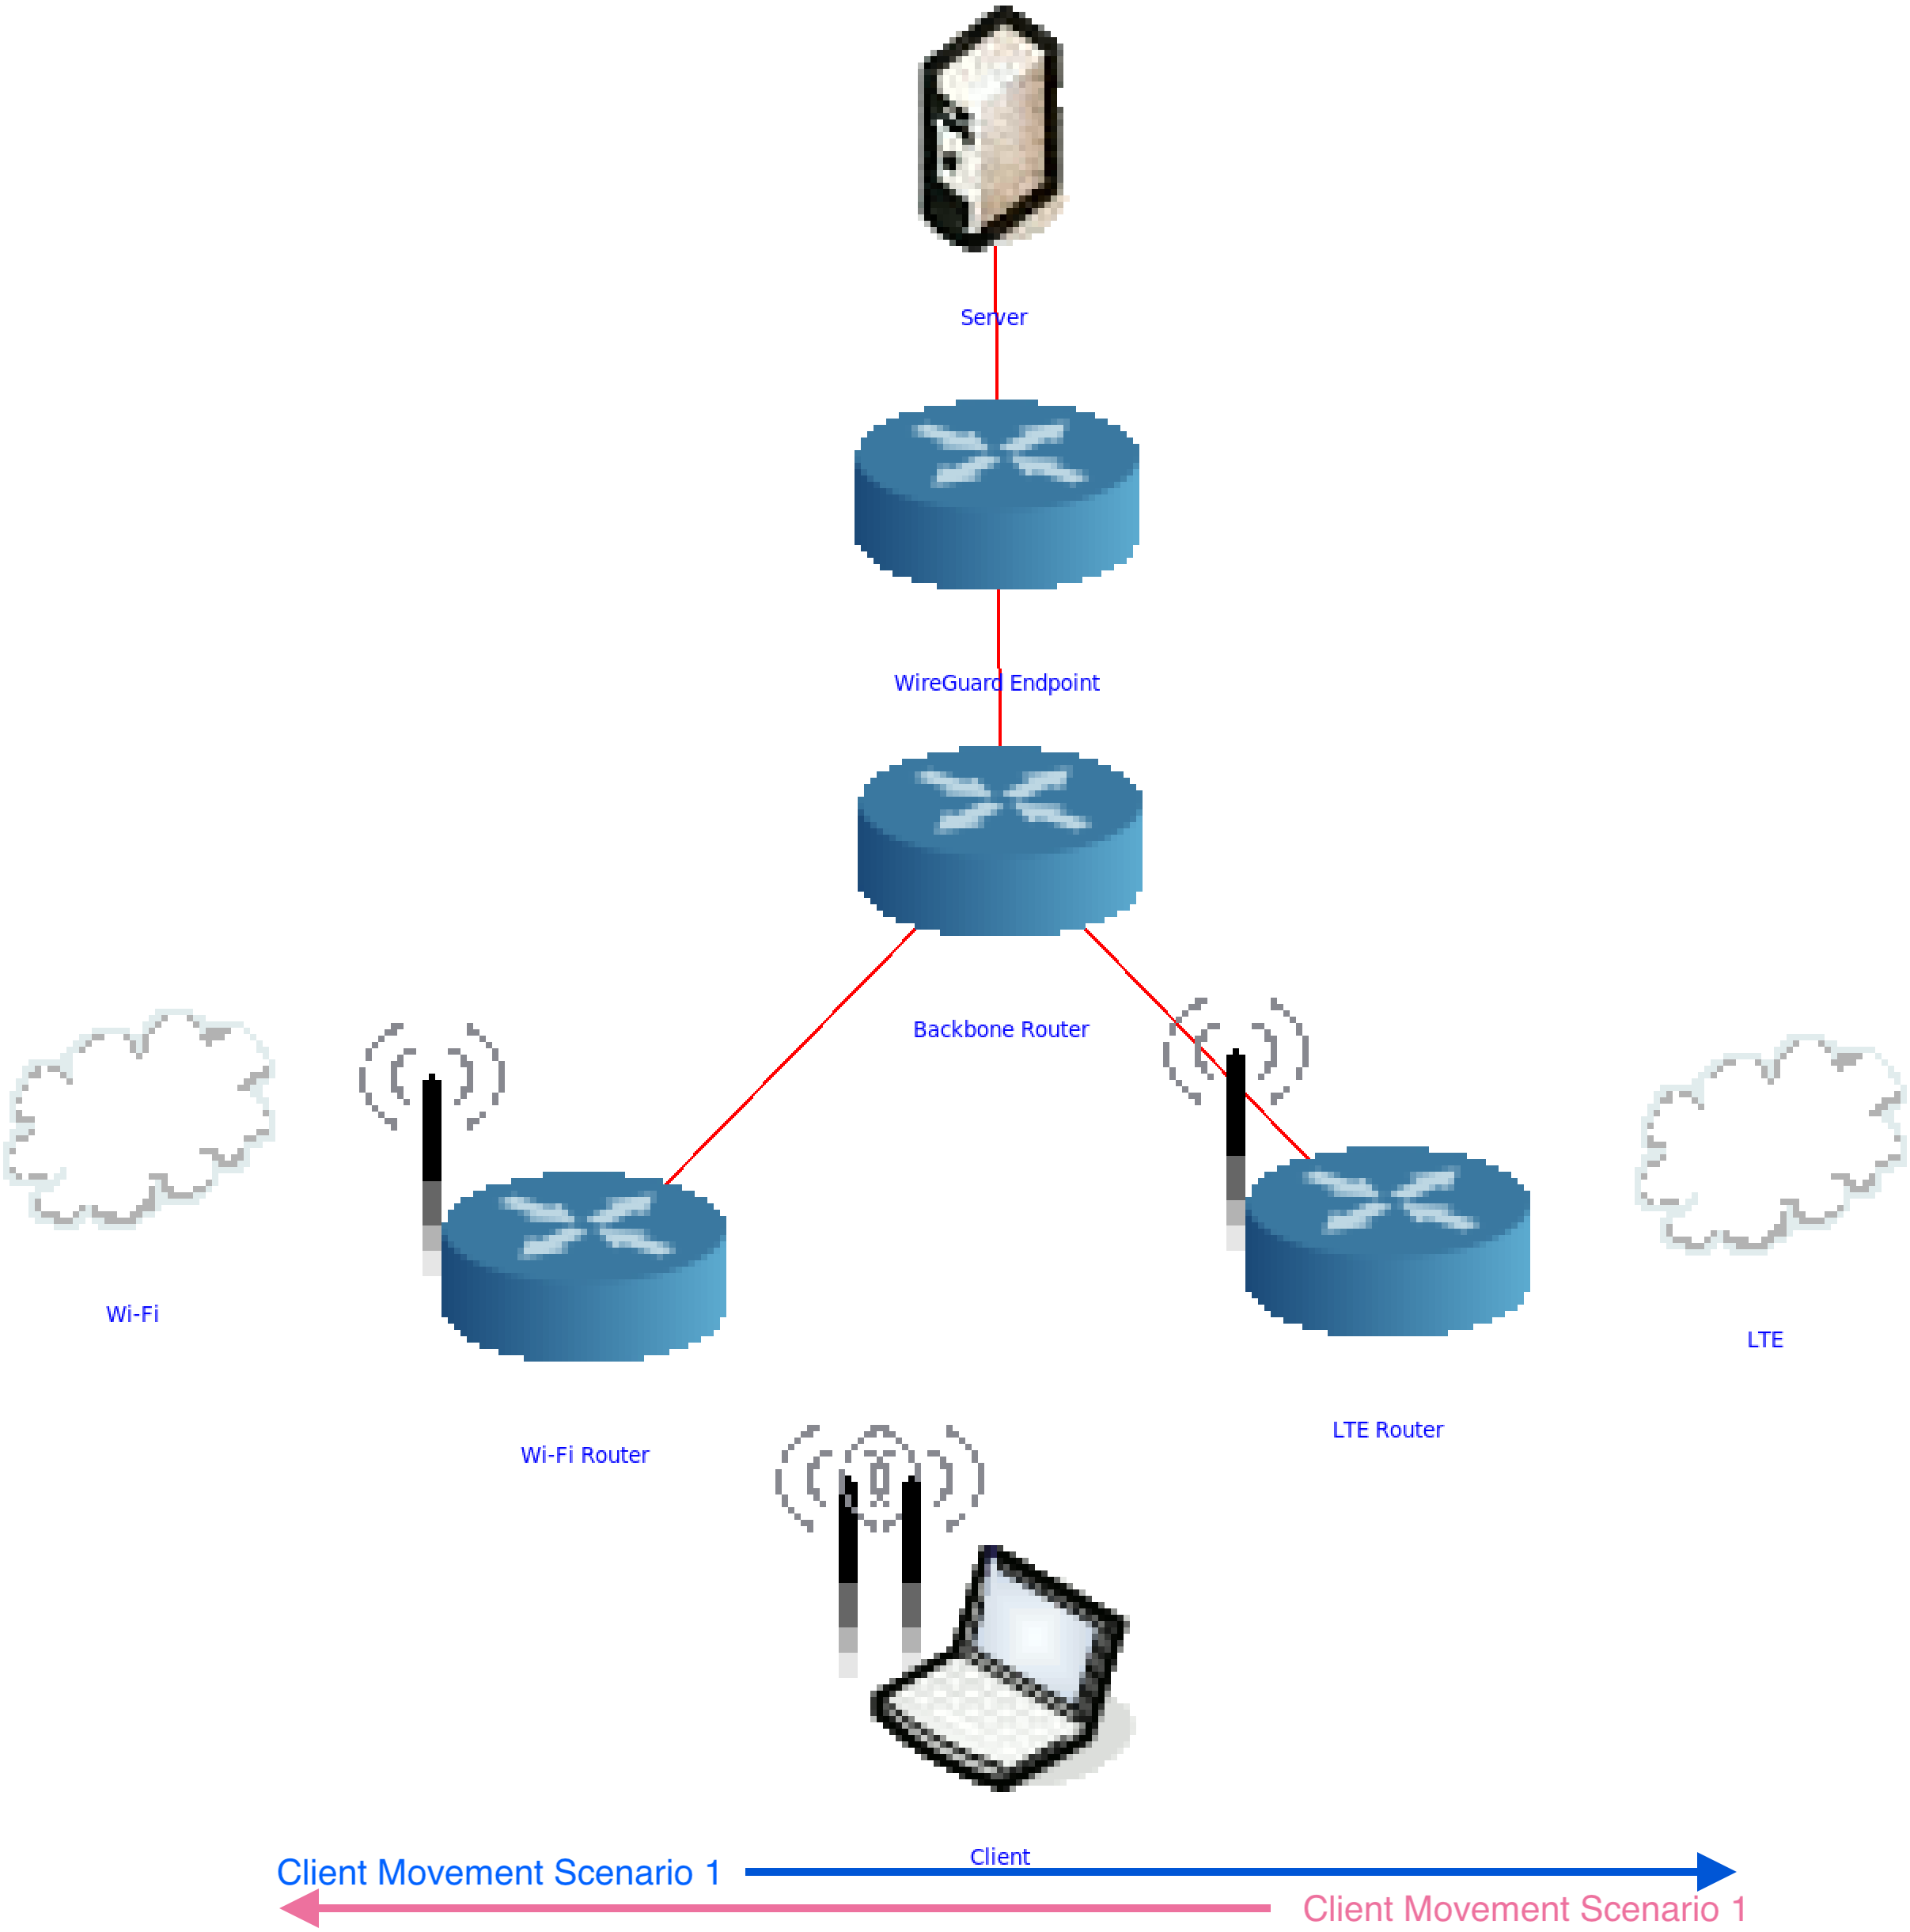 Server
WireGuard Endpoint
Backbone Router
Wi-Fi
LTE
LTE Router
Wi-Fi Router
Client
Client Movement Scenario 1
Client Movement Scenario 1